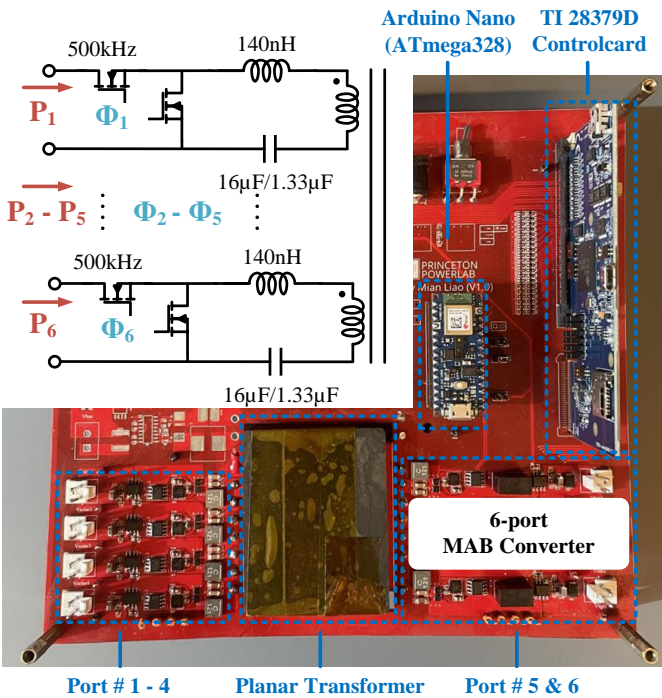 Arduino Nano
(ATmega328)
TI 28379D
Controlcard
500kHz
140nH
P1
Φ1
16μF/1.33μF
P2 - P5
Φ2 - Φ5
500kHz
140nH
P6
Φ6
16μF/1.33μF
PRINCETON
POWERLAB
Mian Liao (V1.0)
6-port
MAB Converter
Port # 1 - 4
Planar Transformer
Port # 5 & 6